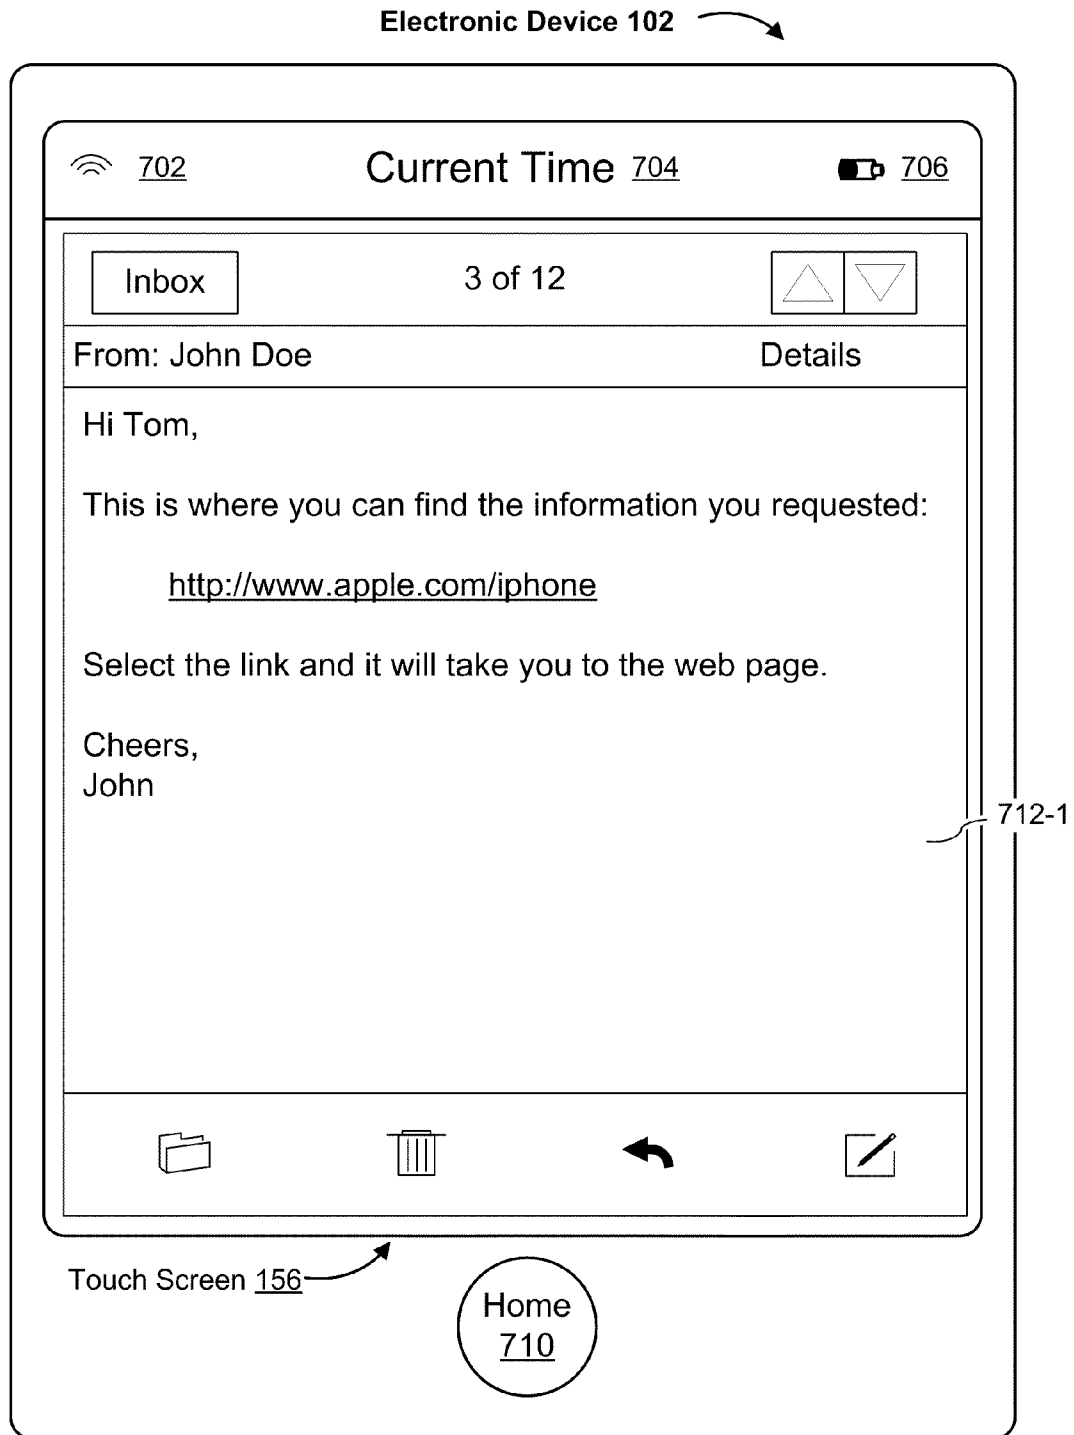 Electronic Device 102
702 Current Time 704 706
Inbox 3 of 12
From: John Doe Details
Hi Tom,
This is where you can find the information you requested:
http://www.apple.com/iphone
Select the link and it will take you to the web page.
Cheers,
John
712-1
Touch Screen 156
Home
710